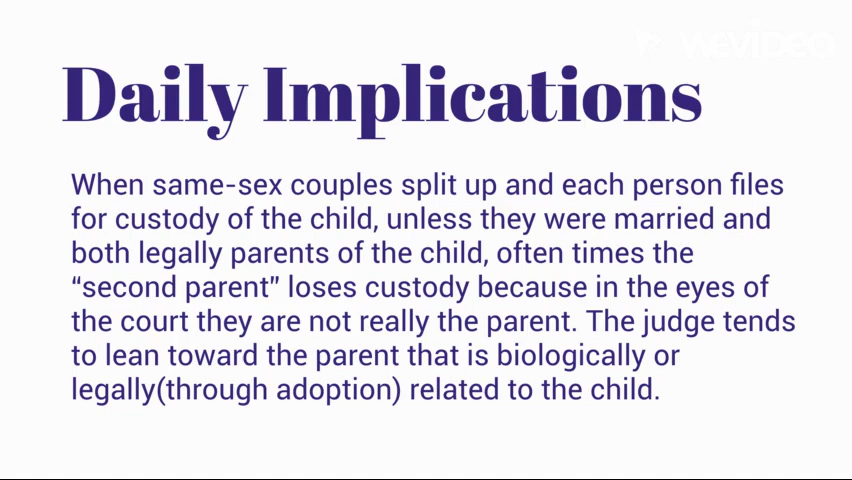 WeVideo
Daily Implications
When same-sex couples split up and each person files
for custody of the child, unless they were married and
both legally parents of the child, often times the
“second parent” loses custody because in the eyes of
the court they are not really the parent. The judge tends
to lean toward the parent that is biologically or
legally(through adoption) related to the child.